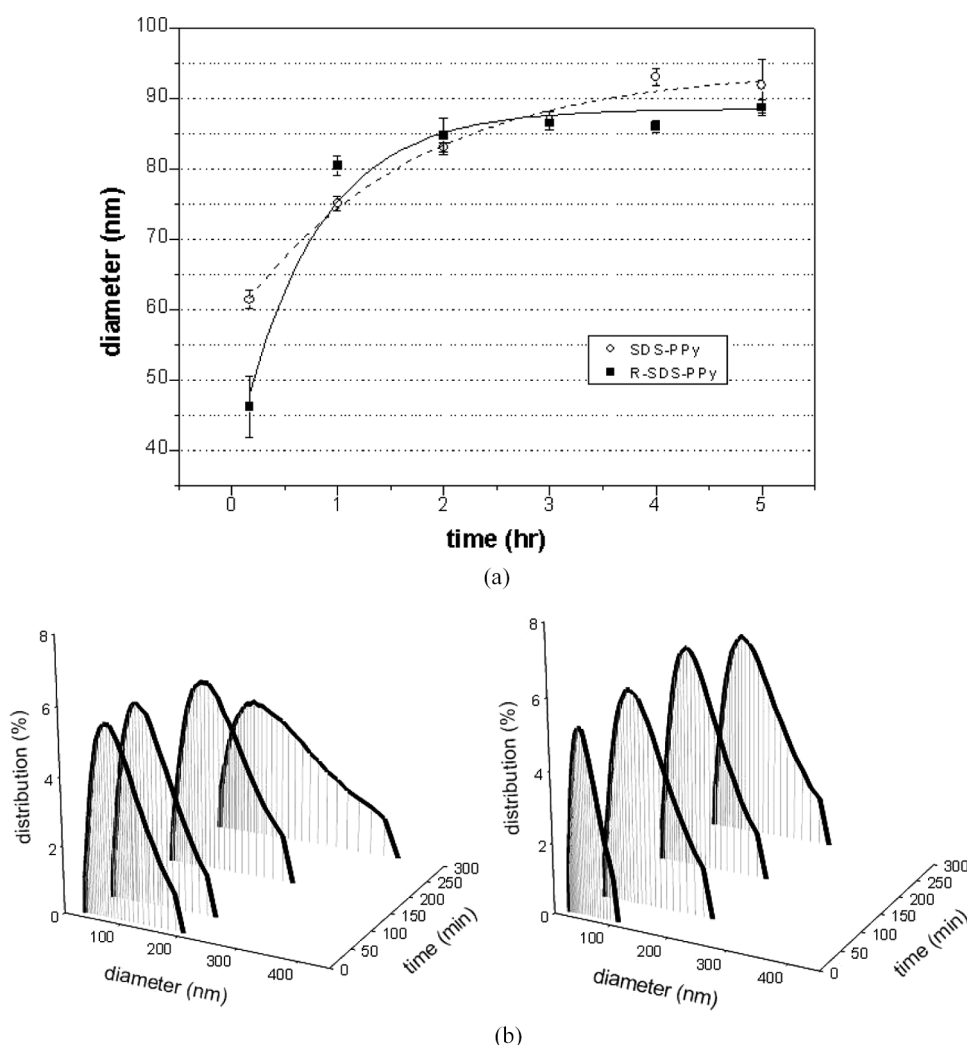 100
90
80
70
60
50
40
diameter (nm)
SDS-PPy
R-SDS-PPy
0 1 2 3 4 5
time (hr)
(a)
8
6
4
2
0
distribution (%)
100 200 300 400
diameter (nm)
0 50 100 150 200 250 300
time (min)
8
6
4
2
0
distribution (%)
100 200 300 400
diameter (nm)
0 50 100 150 200 250 300
time (min)
(b)